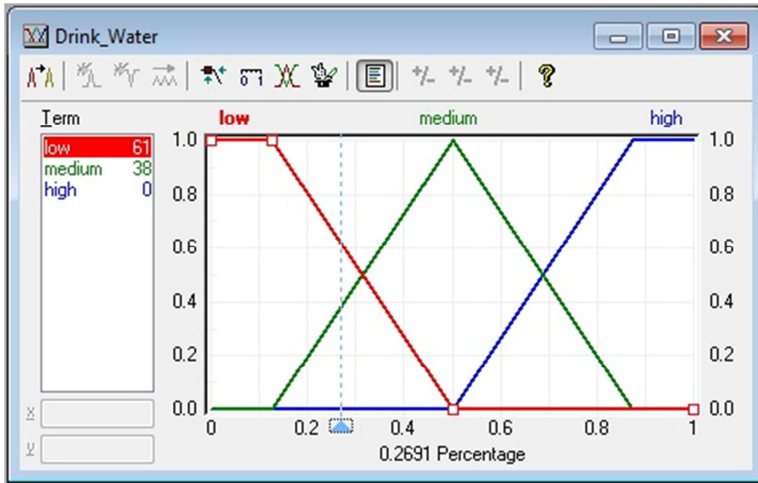 Drink_Water
Term
low medium high
low 61
medium 38
high 0
1.0 1.0
0.8 0.8
0.6 0.6
0.4 0.4
0.2 0.2
0.0 0.0
x
0 0.2 0.4 0.6 0.8 1
y
0.2691 Percentage